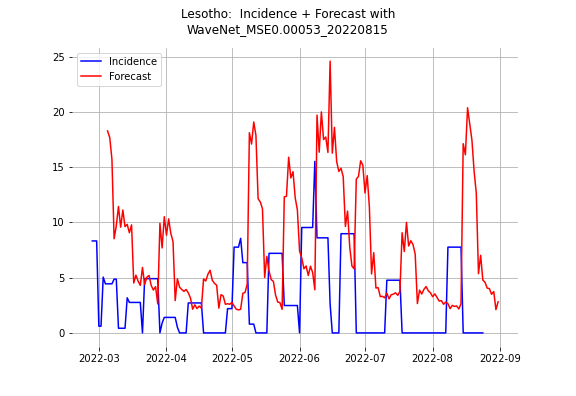 Lesotho:  Incidence + Forecast with
WaveNet_MSE0.00053_20220815
Incidence
Forecast
25
20
15
10
5
0
2022-03 2022-04 2022-05 2022-06 2022-07 2022-08 2022-09